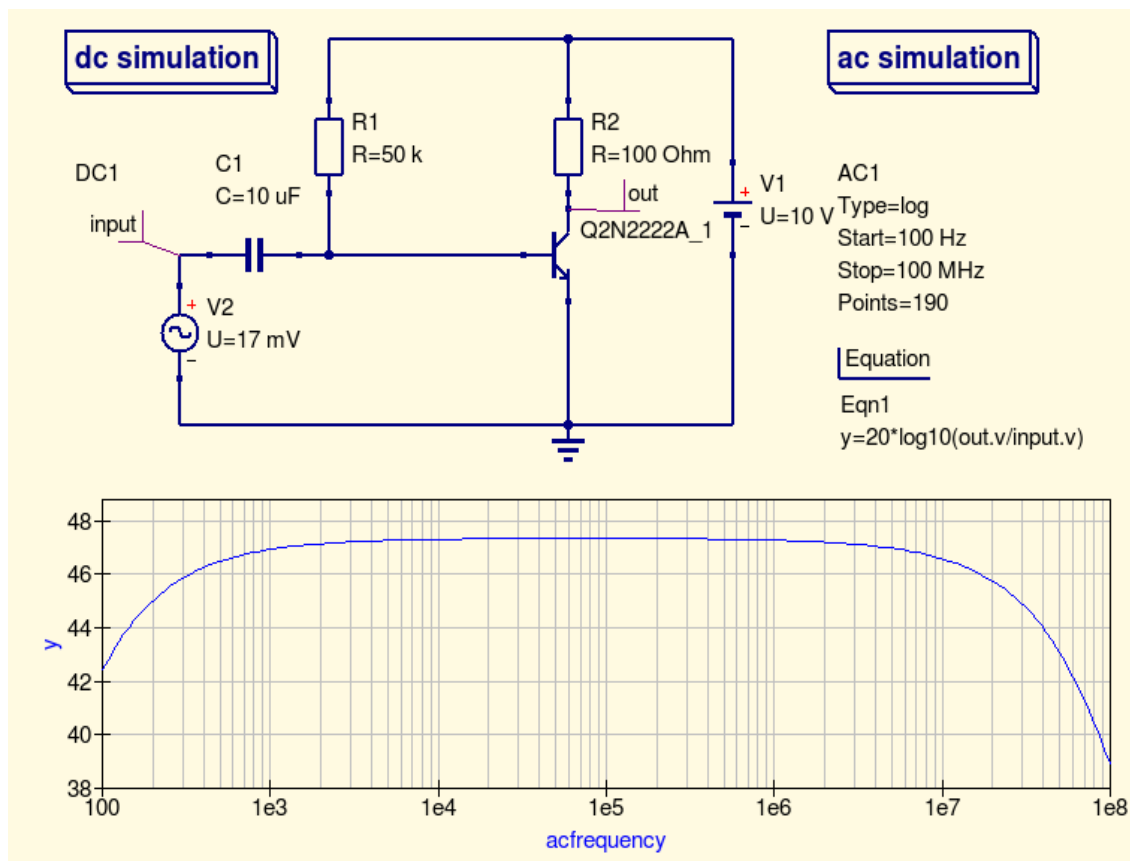 dc simulation
ac simulation
R1
R=50 k
R2
R=100 Ohm
DC1
C1
C=10 uF
input
out
Q2N2222A_1
+
V1
U=10 V
−
AC1
Type=log
Start=100 Hz
Stop=100 MHz
Points=190
+
V2
U=17 mV
−
Equation
Eqn1
y=20*log10(out.v/input.v)
48
46
44
42
40
38
y
100
1e3
1e4
1e5
1e6
1e7
1e8
acfrequency